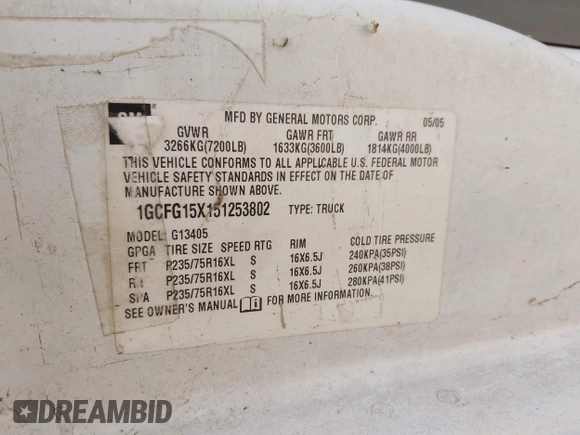 GM
MFD BY GENERAL MOTORS CORP. 05/05
GVWR GAWR FRT GAWR RR
3266KG(7200LB) 1633KG(3600LB) 1814KG(4000LB)
THIS VEHICLE CONFORMS TO ALL APPLICABLE U.S. FEDERAL MOTOR
VEHICLE SAFETY STANDARDS IN EFFECT ON THE DATE OF
MANUFACTURE SHOWN ABOVE.
1GCFG15X151253802 TYPE: TRUCK
MODEL: G13405
GPGA TIRE SIZE SPEED RTG RIM COLD TIRE PRESSURE
FRT P235/75R16XL S 16X6.5J 240KPA(35PSI)
P235/75R16XL S 16X6.5J 260KPA(38PSI)
SPA P235/75R16XL S 16X6.5J 280KPA(41PSI)
SEE OWNER'S MANUAL FOR MORE INFORMATION.
DREAMBID